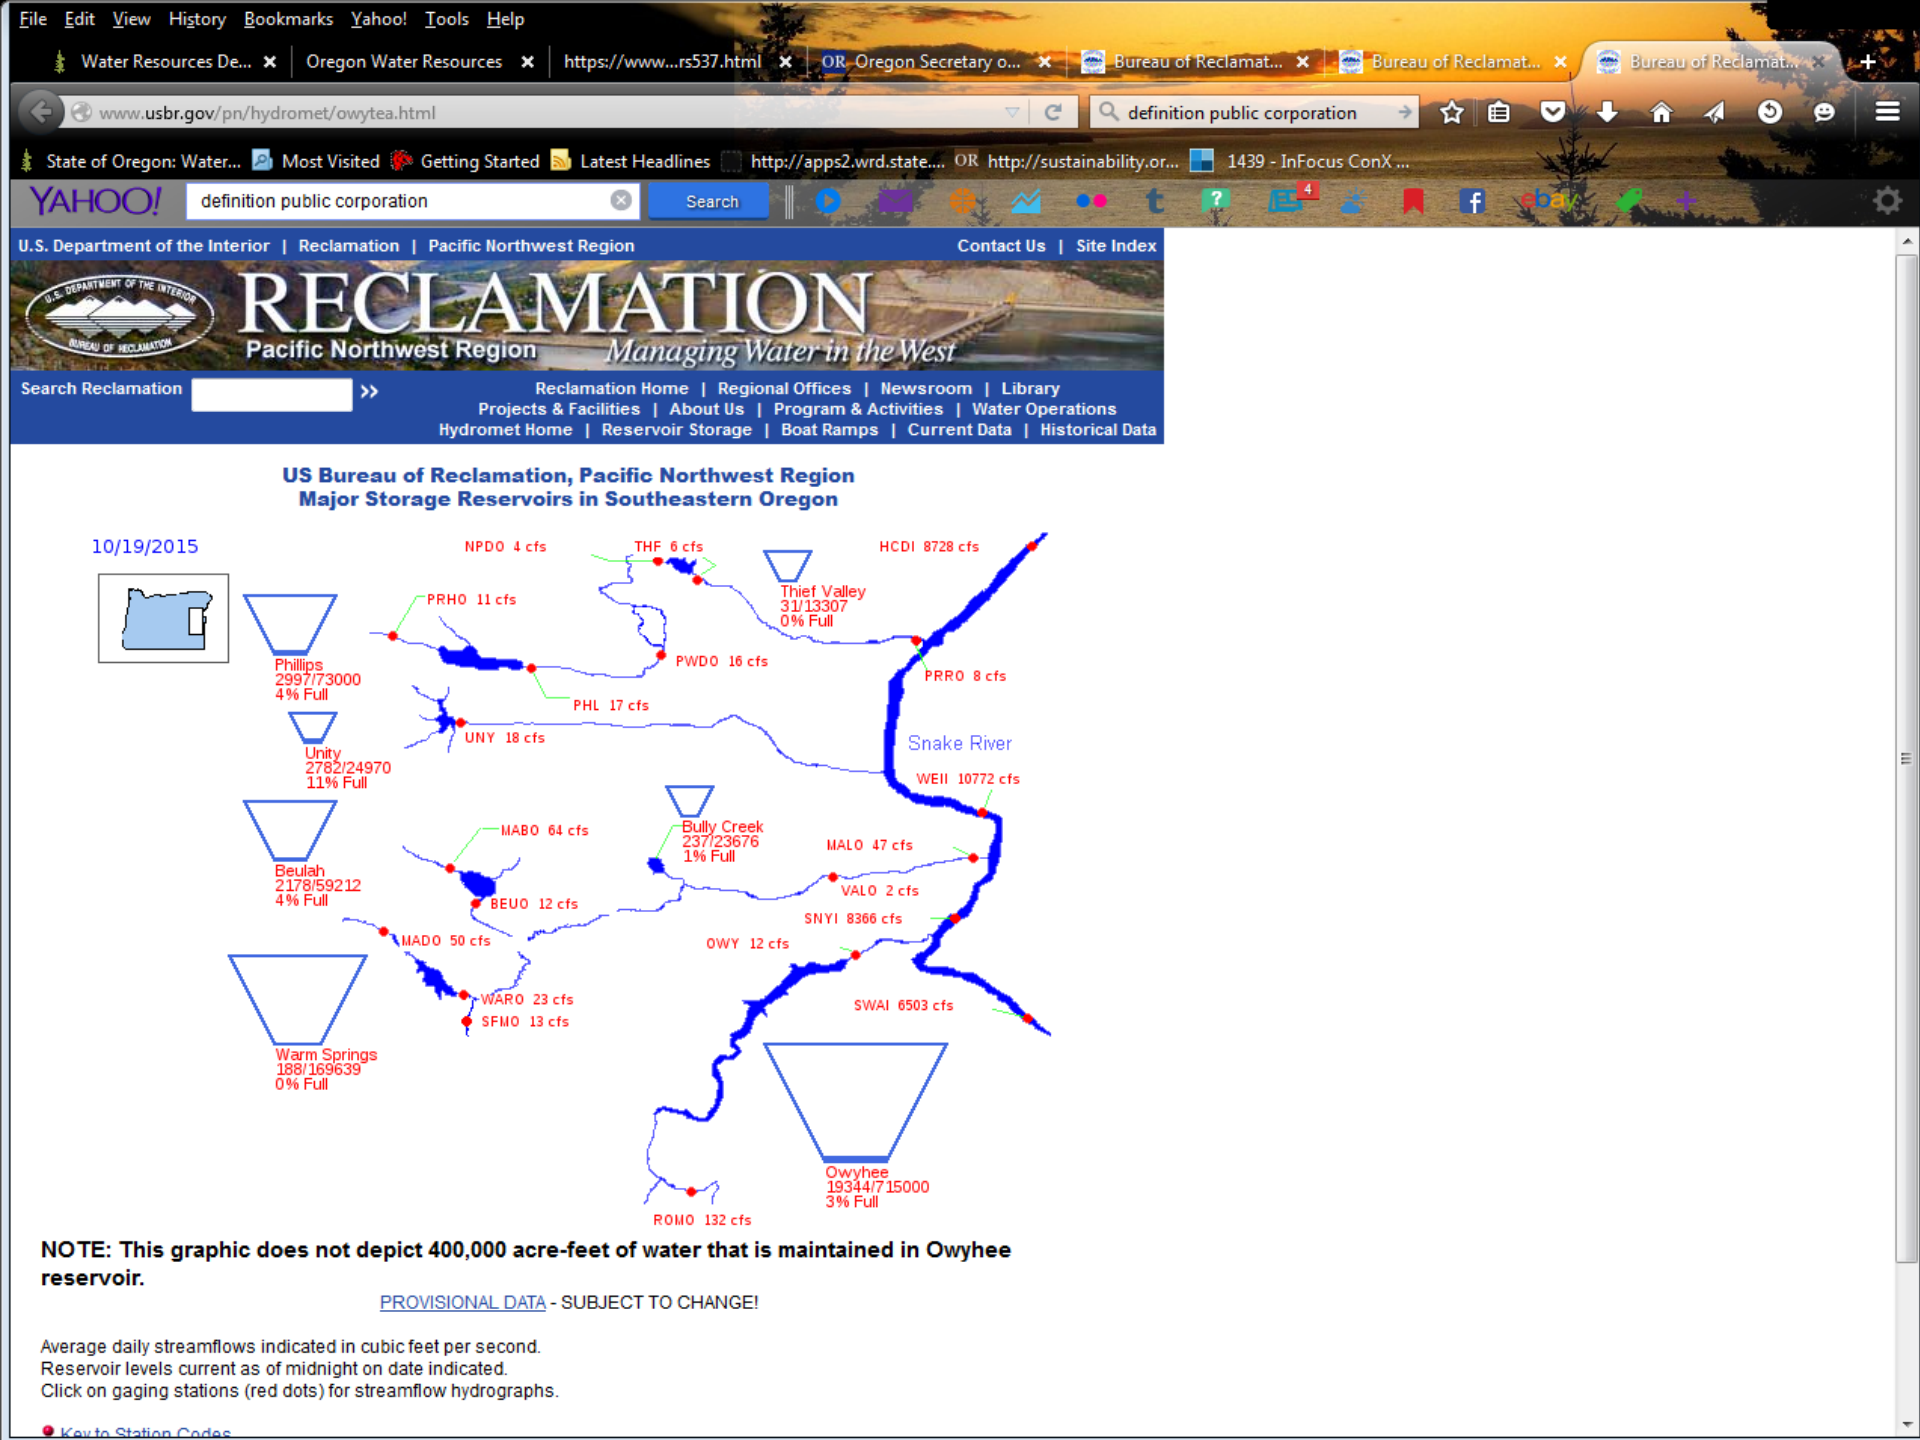 File Edit View History Bookmarks Yahoo! Tools Help
Water Resources De... Oregon Water Resources https://www...rs537.html OR Oregon Secretary o... Bureau of Reclamat... Bureau of Reclamat... Bureau of Reclamat...
www.usbr.gov/pn/hydromet/owytea.html definition public corporation
State of Oregon: Water... Most Visited Getting Started Latest Headlines http://apps2.wrd.state.... OR http://sustainability.or... 1439 - InFocus ConX ...
YAHOO! definition public corporation Search t ? 4 f ebay
U.S. Department of the Interior | Reclamation | Pacific Northwest Region Contact Us | Site Index
U.S. DEPARTMENT OF THE INTERIOR
BUREAU OF RECLAMATION
RECLAMATION
Pacific Northwest Region Managing Water in the West
Search Reclamation >> Reclamation Home | Regional Offices | Newsroom | Library
Projects & Facilities | About Us | Program & Activities | Water Operations
Hydromet Home | Reservoir Storage | Boat Ramps | Current Data | Historical Data
US Bureau of Reclamation, Pacific Northwest Region
Major Storage Reservoirs in Southeastern Oregon
10/19/2015
NPDO 4 cfs
THF 6 cfs
HCDI 8728 cfs
Thief Valley
31/13307
0% Full
PRHO 11 cfs
Phillips
2997/73000
4% Full
PWDO 16 cfs
PRRO 8 cfs
PHL 17 cfs
UNY 18 cfs
Unity
2782/24970
11% Full
Snake River
WEII 10772 cfs
Bully Creek
237/23676
1% Full
MABO 64 cfs
MALO 47 cfs
Beulah
2178/59212
4% Full
VALO 2 cfs
BEUO 12 cfs
SNYI 8366 cfs
MADO 50 cfs
OWY 12 cfs
WARO 23 cfs
SFMO 13 cfs
SWAI 6503 cfs
Warm Springs
188/169639
0% Full
Owyhee
19344/715000
3% Full
ROMO 132 cfs
NOTE: This graphic does not depict 400,000 acre-feet of water that is maintained in Owyhee
reservoir.
PROVISIONAL DATA - SUBJECT TO CHANGE!
Average daily streamflows indicated in cubic feet per second.
Reservoir levels current as of midnight on date indicated.
Click on gaging stations (red dots) for streamflow hydrographs.
Key to Station Codes